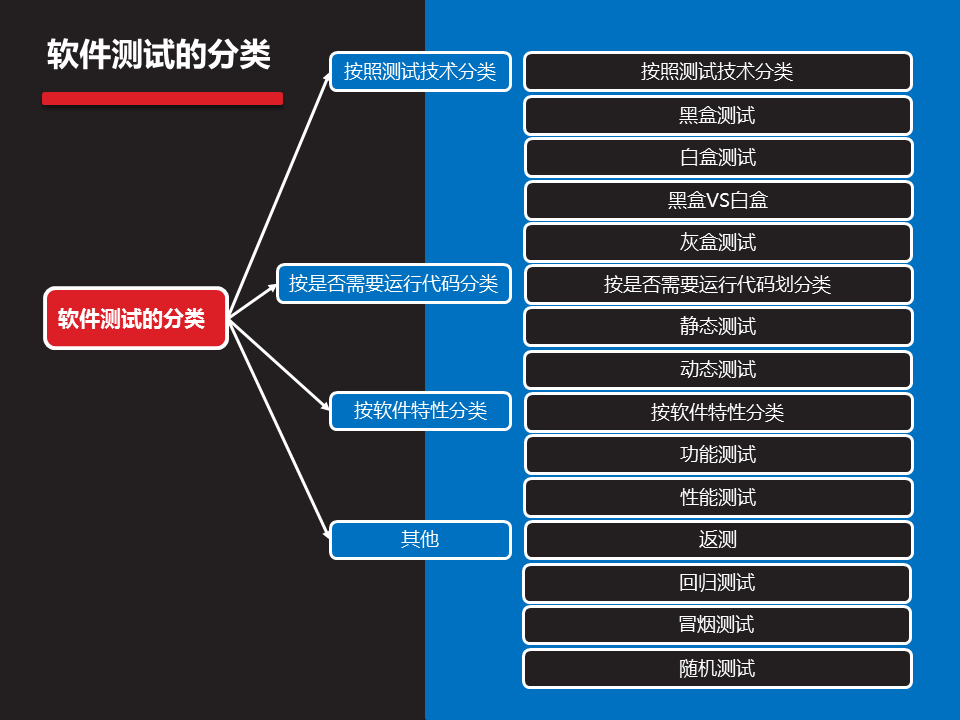 软件测试的分类
按照测试技术分类
按照测试技术分类
黑盒测试
白盒测试
黑盒VS白盒
灰盒测试
按是否需要运行代码分类
按是否需要运行代码划分类
软件测试的分类
静态测试
动态测试
按软件特性分类
按软件特性分类
功能测试
性能测试
其他
返测
回归测试
冒烟测试
随机测试